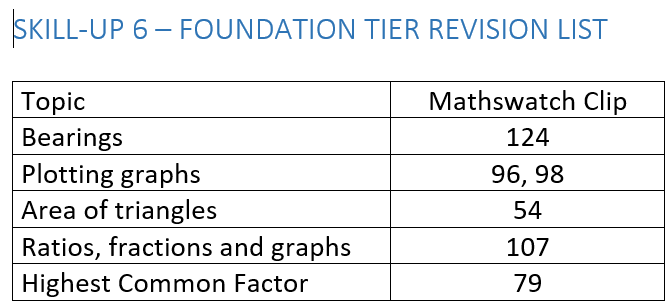 SKILL-UP 6 – FOUNDATION TIER REVISION LIST
Topic Mathswatch Clip
Bearings 124
Plotting graphs 96, 98
Area of triangles 54
Ratios, fractions and graphs 107
Highest Common Factor 79